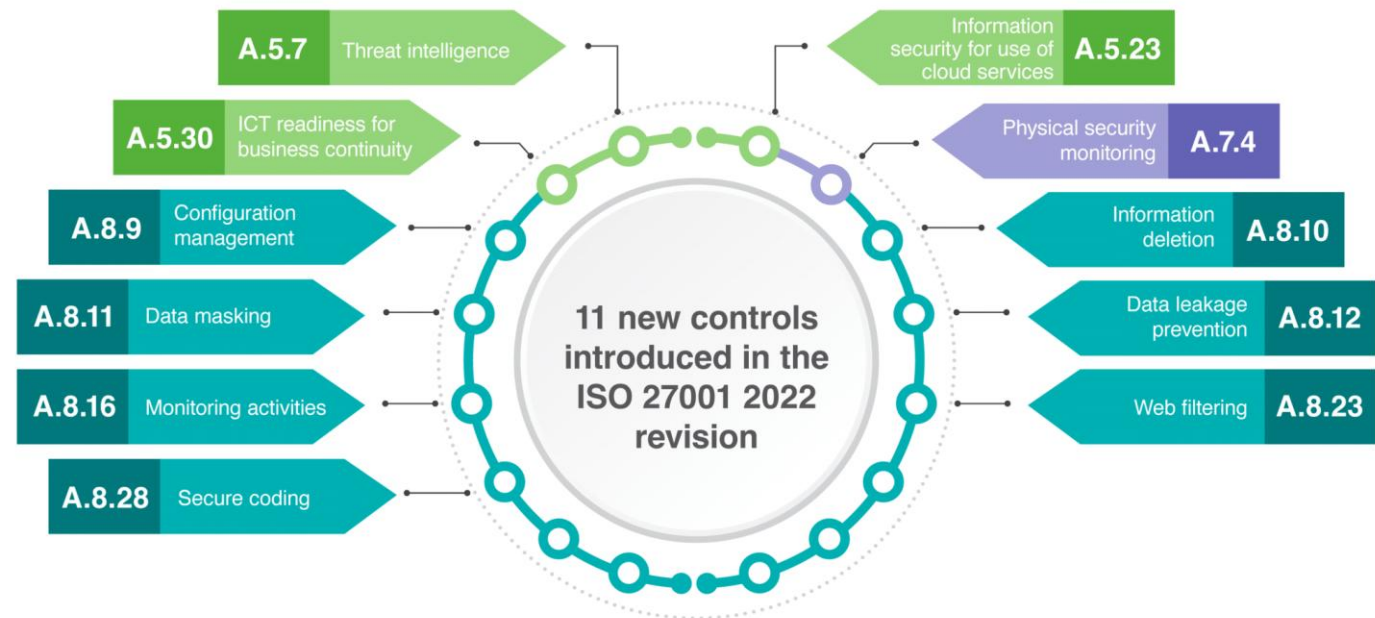 A.5.7
Threat intelligence
Information
security for use of
cloud services
A.5.23
A.5.30
ICT readiness for
business continuity
Physical security
monitoring
A.7.4
A.8.9
Configuration
management
Information
deletion
A.8.10
A.8.11
Data masking
Data leakage
prevention
A.8.12
A.8.16
Monitoring activities
Web filtering
A.8.23
A.8.28
Secure coding
11 new controls
introduced in the
ISO 27001 2022
revision